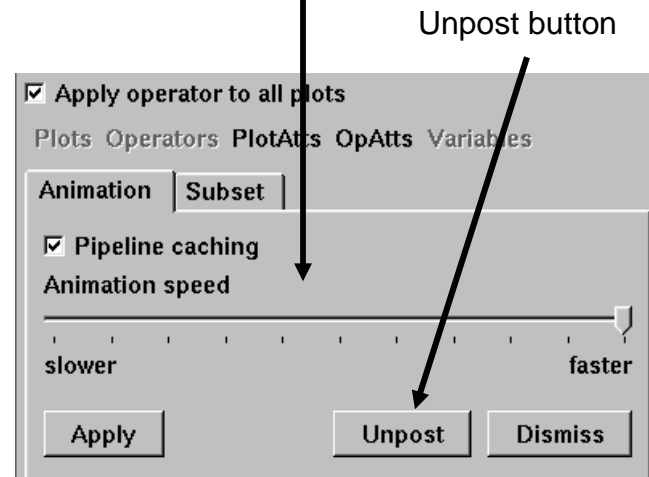 Unpost button
Apply operator to all plots
Plots Operators PlotAtts OpAtts Variables
Animation Subset
Pipeline caching
Animation speed
slower faster
Apply Unpost Dismiss